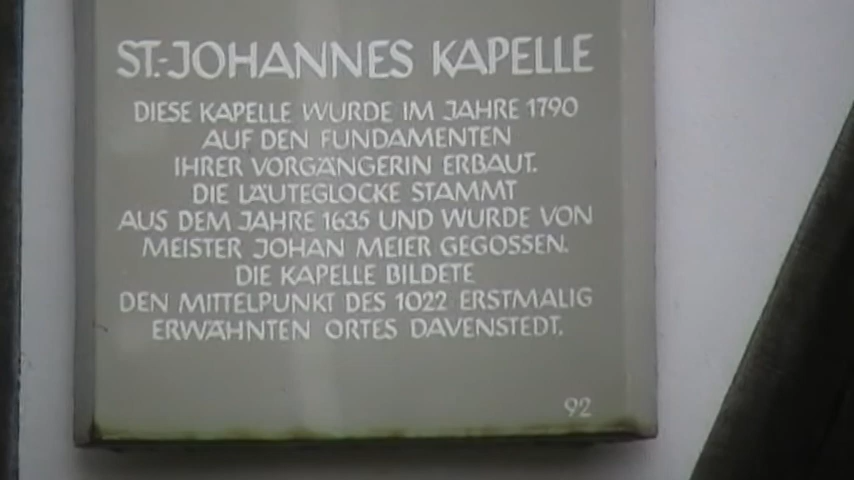 ST.-JOHANNES KAPELLE
DIESE KAPELLE WURDE IM JAHRE 1790
AUF DEN FUNDAMENTEN
IHRER VORGÄNGERIN ERBAUT.
DIE LÄUTEGLOCKE STAMMT
AUS DEM JAHRE 1635 UND WURDE VON
MEISTER JOHAN MEIER GEGOSSEN.
DIE KAPELLE BILDETE
DEN MITTELPUNKT DES 1022 ERSTMALIG
ERWÄHNTEN ORTES DAVENSTEDT.
92